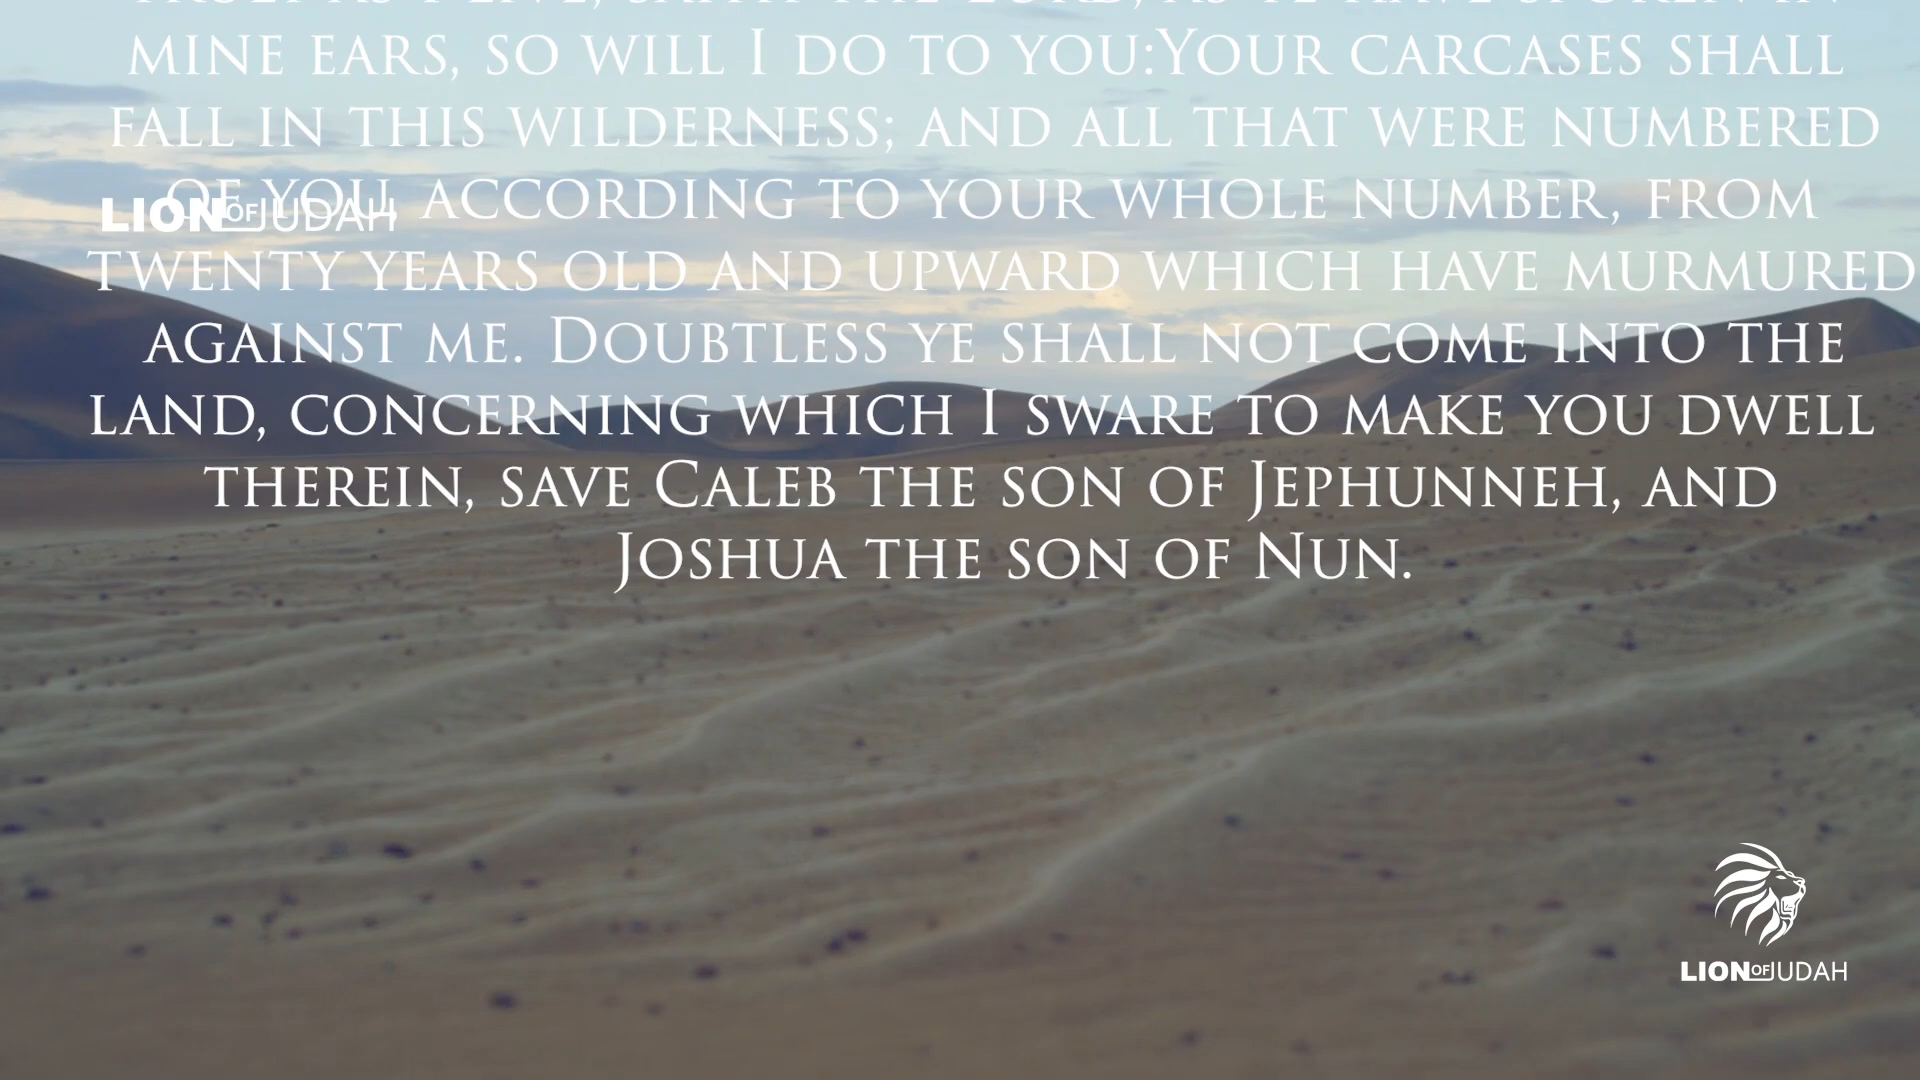 MINE EARS, SO WILL I DO TO YOU:YOUR CARCASES SHALL
FALL IN THIS WILDERNESS; AND ALL THAT WERE NUMBERED
OF YOU, ACCORDING TO YOUR WHOLE NUMBER, FROM
LION OF JUDAH
TWENTY YEARS OLD AND UPWARD WHICH HAVE MURMURED
AGAINST ME. DOUBTLESS YE SHALL NOT COME INTO THE
LAND, CONCERNING WHICH I SWARE TO MAKE YOU DWELL
THEREIN, SAVE CALEB THE SON OF JEPHUNNEH, AND
JOSHUA THE SON OF NUN.
LION OF JUDAH